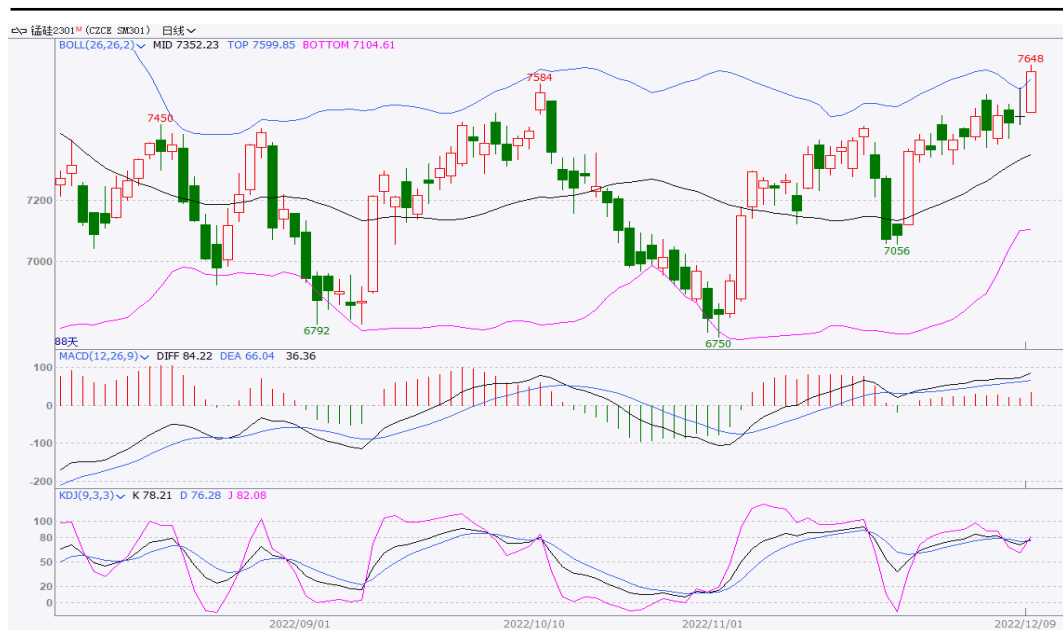 锰硅2301M (CZCE SM301) 日线
BOLL(26,26,2) MID 7352.23 TOP 7599.85 BOTTOM 7104.61
7648
7584
7450
7200
7056
7000
6792
6750
88天
MACD(12,26,9) DIFF 84.22 DEA 66.04 36.36
100
0
-100
-200
KDJ(9,3,3) K 78.21 D 76.28 J 82.08
100
80
50
20
0
2022/09/01 2022/10/10 2022/11/01 2022/12/09